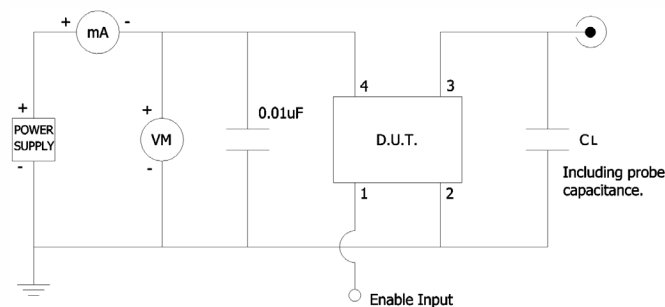 + mA -
4 3
+
0.01uF
+
POWER
SUPPLY
-
VM
-
D.U.T.
CL
Including probe
capacitance.
1 2
Enable Input